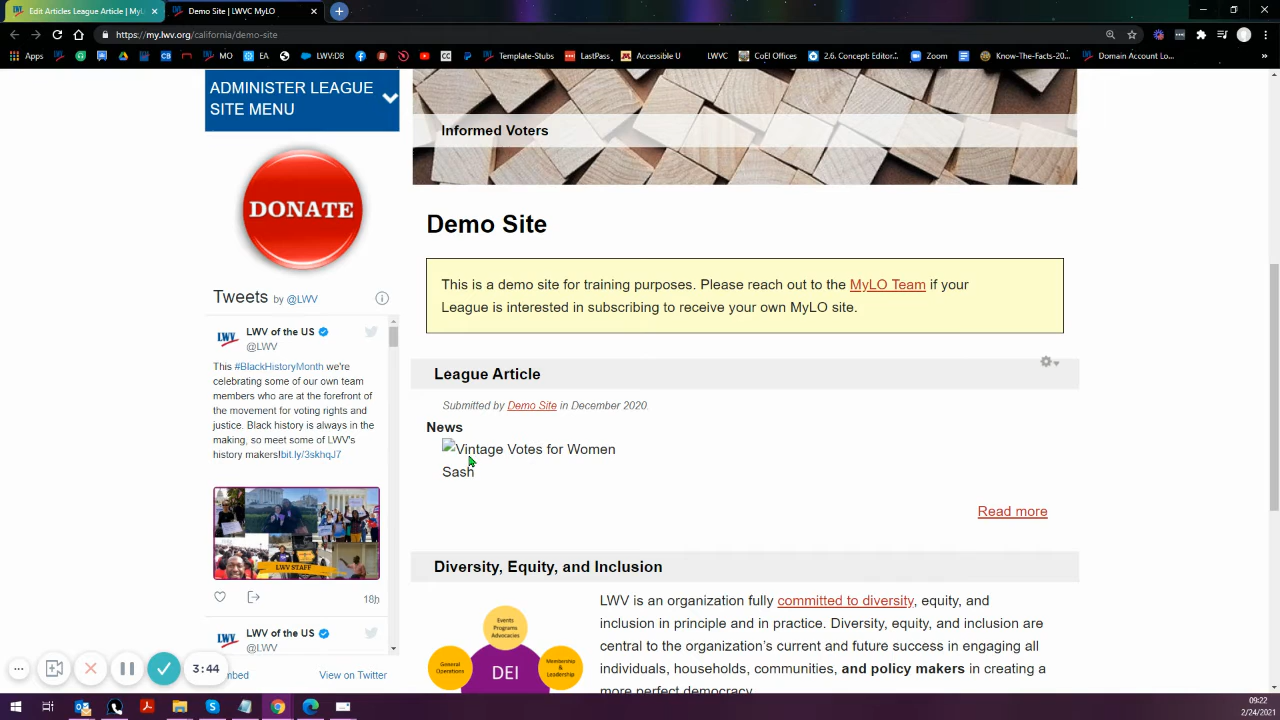 Edit Articles League Article | MyL
Demo Site | LWVC MyLO
https://my.lwv.org/california/demo-site
Apps
MO
EA
LWV-DB
Template-Stubs
LastPass
Accessible U
LWVC
CoEl Offices
2.6. Concept: Editor...
Zoom
Know-The-Facts-20...
Domain Account Lo...
ADMINISTER LEAGUE
SITE MENU
Informed Voters
DONATE
Demo Site
This is a demo site for training purposes. Please reach out to the MyLO Team if your
League is interested in subscribing to receive your own MyLO site.
Tweets by @LWV
LWV of the US
@LWV
This #BlackHistoryMonth we're
celebrating some of our own team
members who are at the forefront
of the movement for voting rights and
justice. Black history is always in the
making, so meet some of LWV's
history makers!bit.ly/3skhqJ7
LWV STAFF
18h
LWV of the US
@LWV
View on Twitter
League Article
Submitted by Demo Site in December 2020.
News
Vintage Votes for Women
Sash
Read more
Diversity, Equity, and Inclusion
Events
Programs
Advocacies
General
Operations
DEI
Membership
&
Leadership
LWV is an organization fully committed to diversity, equity, and
inclusion in principle and in practice. Diversity, equity, and inclusion are
central to the organization's current and future success in engaging all
individuals, households, communities, and policy makers in creating a
more perfect democracy.
3:44
09:22
2/24/2021